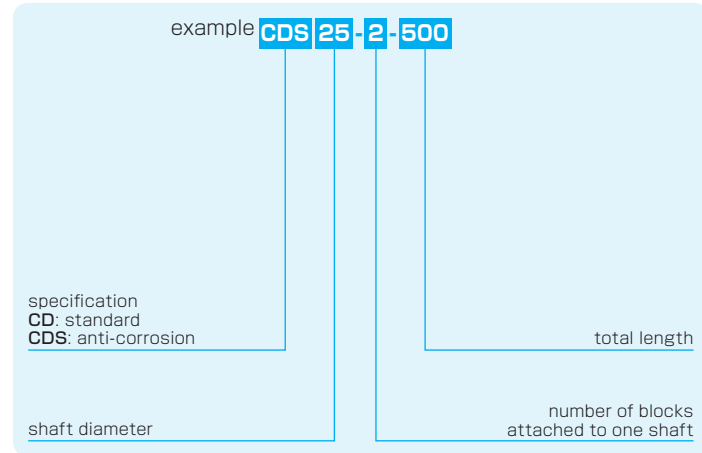 example CDS 25 - 2 - 500
specification
CD: standard
CDS: anti-corrosion
total length
shaft diameter
number of blocks
attached to one shaft